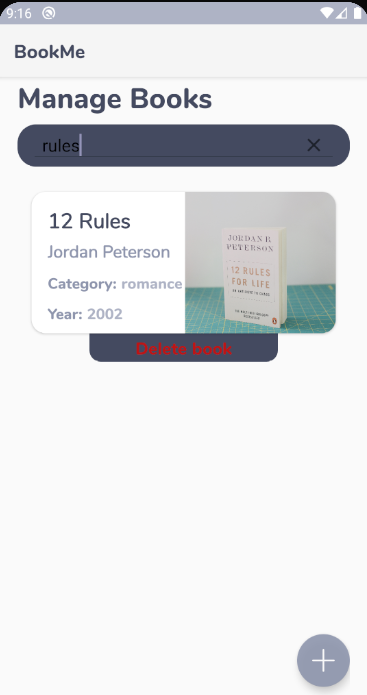 9:16
BookMe
Manage Books
rules
12 Rules
Jordan Peterson
Category: romance
Year: 2002
JORDAN B.
PETERSON
12 RULES
FOR LIFE
Delete book